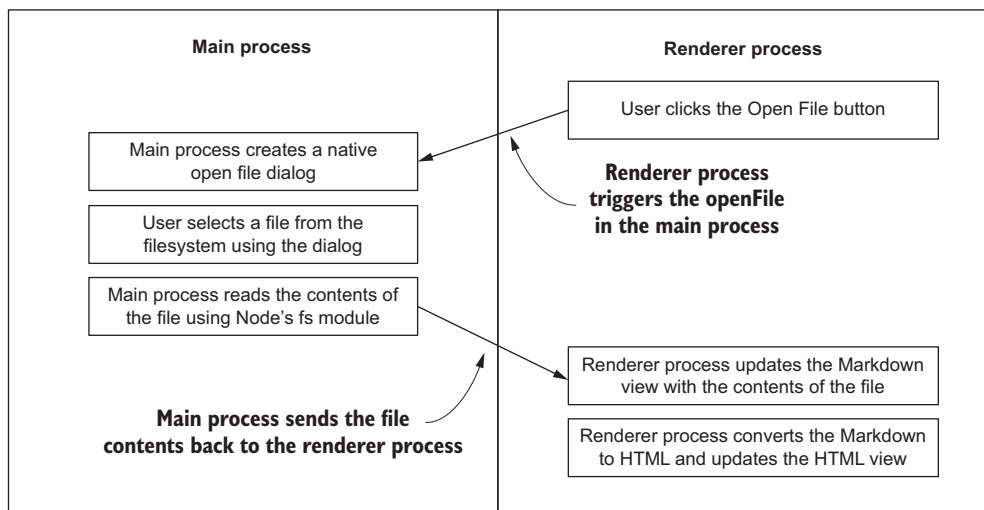 Main process
Renderer process
User clicks the Open File button
Main process creates a native
open file dialog
Renderer process
triggers the openFile
in the main process
User selects a file from the
filesystem using the dialog
Main process reads the contents of
the file using Node’s fs module
Main process sends the file
contents back to the renderer process
Renderer process updates the Markdown
view with the contents of the file
Renderer process converts the Markdown
to HTML and updates the HTML view